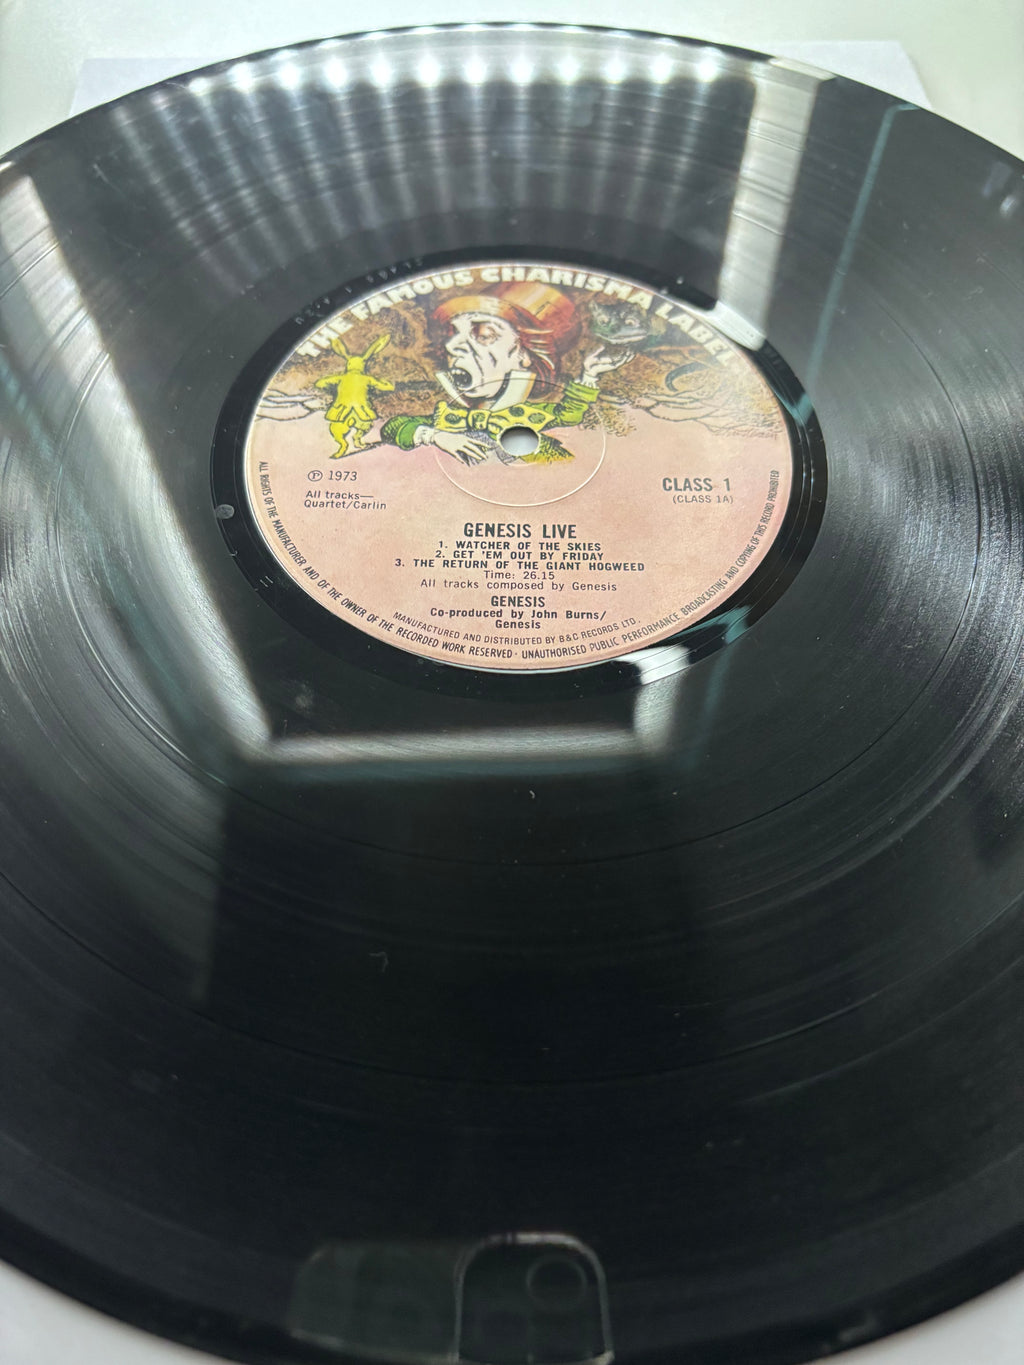 THE FAMOUS CHARISMA LABEL
℗ 1973
All tracks—
Quartet/Carlin
CLASS 1
(CLASS 1A)
GENESIS LIVE
1. WATCHER OF THE SKIES
2. GET 'EM OUT BY FRIDAY
3. THE RETURN OF THE GIANT HOGWEED
Time: 26.15
All tracks composed by Genesis
GENESIS
Co-produced by John Burns/
Genesis
MANUFACTURED AND DISTRIBUTED BY B&C RECORDS LTD.
ALL RIGHTS OF THE MANUFACTURER AND OF THE OWNER OF THE RECORDED WORK RESERVED · UNAUTHORISED PUBLIC PERFORMANCE BROADCASTING AND COPYING OF THIS RECORD PROHIBITED